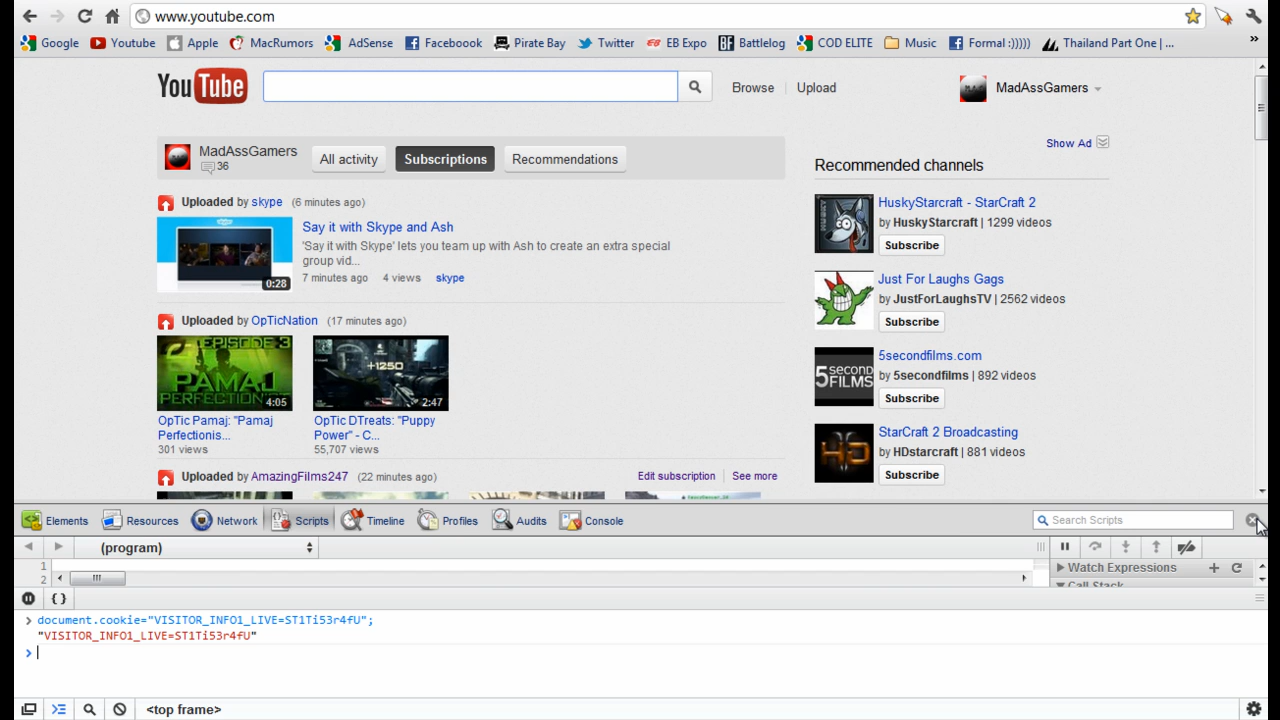 www.youtube.com
Google Youtube Apple MacRumors AdSense Faceboook Pirate Bay Twitter EB Expo Battlelog COD ELITE Music Formal :))))) Thailand Part One | ... »
YouTube Browse Upload MadAssGamers
MadAssGamers
36
All activity Subscriptions Recommendations
Show Ad
Recommended channels
Uploaded by skype (6 minutes ago)
Say it with Skype and Ash
'Say it with Skype' lets you team up with Ash to create an extra special
group vid...
0:28
7 minutes ago 4 views skype
Uploaded by OpTicNation (17 minutes ago)
EPISODE 3
PAMAJ
PERFECTION
4:05
+1250
2:47
OpTic Pamaj: "Pamaj
Perfectionis...
301 views
OpTic DTreats: "Puppy
Power" - C...
55,707 views
Uploaded by AmazingFilms247 (22 minutes ago) Edit subscription See more
HUSKY
HuskyStarcraft - StarCraft 2
by HuskyStarcraft | 1299 videos
Subscribe
Just For Laughs Gags
by JustForLaughsTV | 2562 videos
Subscribe
5 SECOND
FILMS
5secondfilms.com
by 5secondfilms | 892 videos
Subscribe
HD
StarCraft 2 Broadcasting
by HDstarcraft | 881 videos
Subscribe
Elements Resources Network Scripts Timeline Profiles Audits Console Search Scripts
(program)
1
2
Watch Expressions
Call Stack
{ }
> document.cookie="VISITOR_INFO1_LIVE=ST1Ti53r4fU";
"VISITOR_INFO1_LIVE=ST1Ti53r4fU"
>
<top frame>